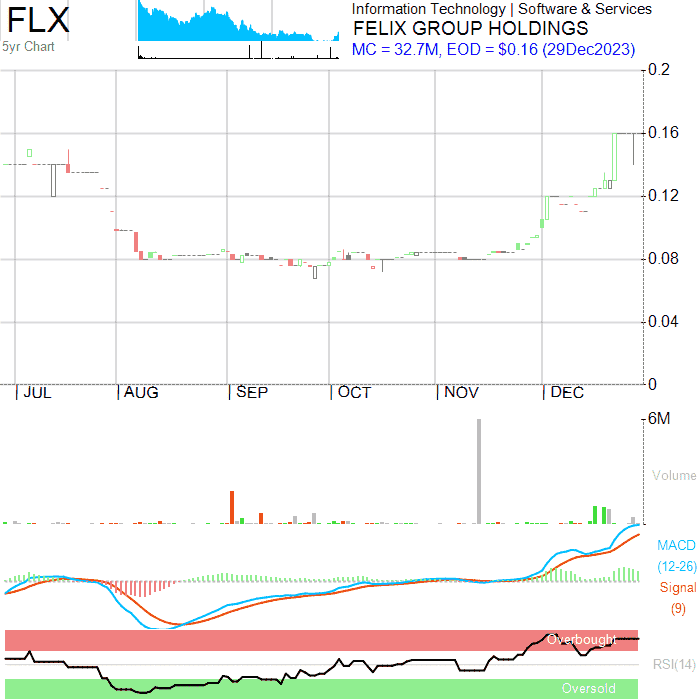 FLX
5yr Chart
Information Technology | Software & Services
FELIX GROUP HOLDINGS
MC = 32.7M, EOD = $0.16 (29Dec2023)
0.2
0.16
0.12
0.08
0.04
0
JUL AUG SEP OCT NOV DEC
6M
Volume
MACD
(12-26)
Signal
(9)
Overbought
RSI(14)
Oversold